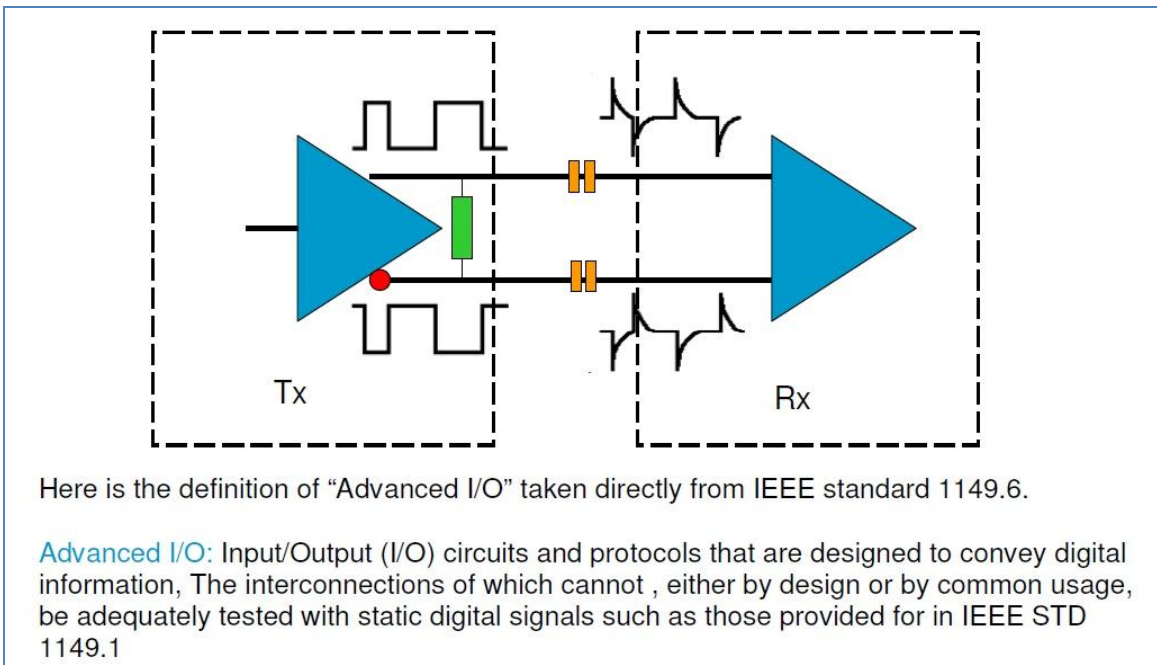 Tx
Rx
Here is the definition of “Advanced I/O” taken directly from IEEE standard 1149.6.
Advanced I/O: Input/Output (I/O) circuits and protocols that are designed to convey digital
information, The interconnections of which cannot , either by design or by common usage,
be adequately tested with static digital signals such as those provided for in IEEE STD
1149.1